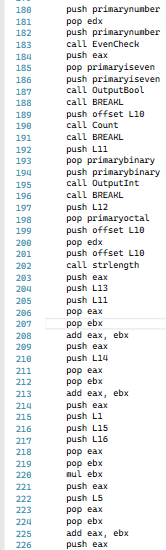 180 push primarynumber
181 pop edx
182 push primarynumber
183 call EvenCheck
184 push eax
185 pop primaryiseven
186 push primaryiseven
187 call OutputBool
188 call BREAKL
189 push offset L10
190 call Count
191 call BREAKL
192 push L11
193 pop primarybinary
194 push primarybinary
195 call OutputInt
196 call BREAKL
197 push L12
198 pop primaryoctal
199 push offset L10
200 pop edx
201 push offset L10
202 call strlength
203 push eax
204 push L13
205 push L11
206 pop eax
207 pop ebx
208 add eax, ebx
209 push eax
210 push L14
211 pop eax
212 pop ebx
213 add eax, ebx
214 push eax
215 push L1
216 push L15
217 push L16
218 pop eax
219 pop ebx
220 mul ebx
221 push eax
222 push L5
223 pop eax
224 pop ebx
225 add eax, ebx
226 push eax